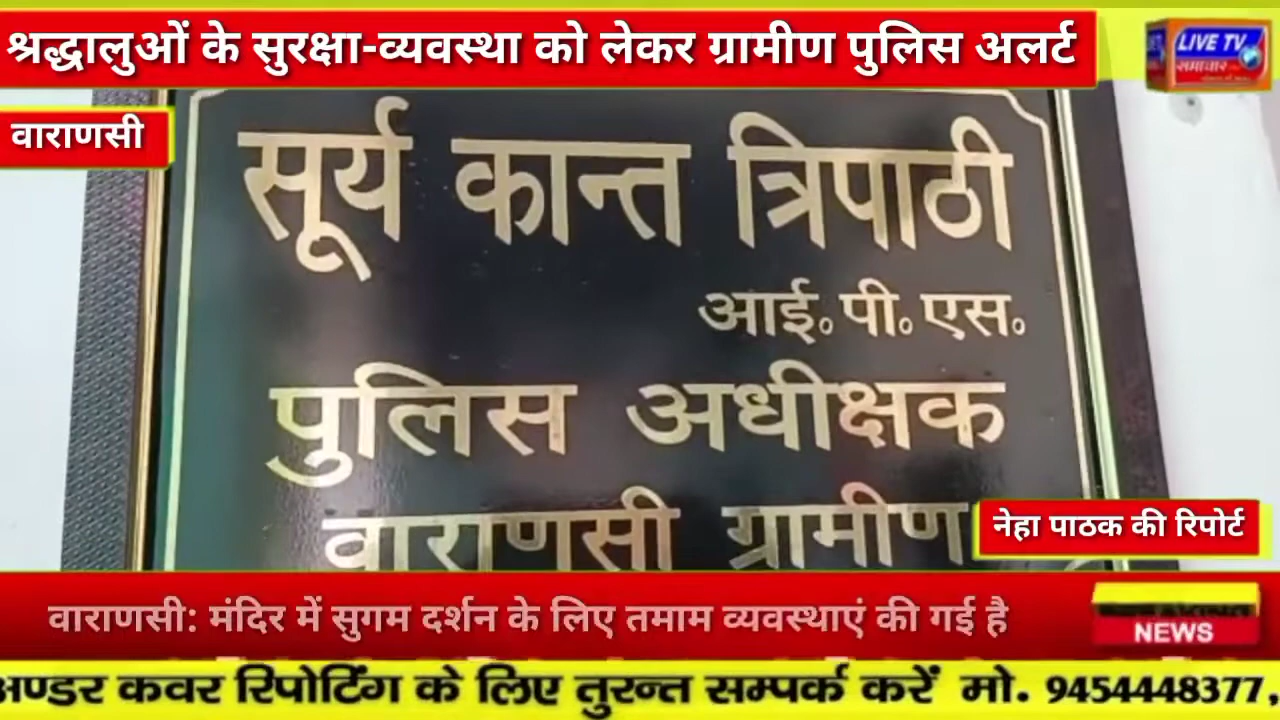 श्रद्धालुओं के सुरक्षा-व्यवस्था को लेकर ग्रामीण पुलिस अलर्ट
LIVE TV
समाचार
वाराणसी
सूर्य कान्त त्रिपाठी
आई॰ पी॰ एस॰
पुलिस अधीक्षक
वाराणसी ग्रामीण
नेहा पाठक की रिपोर्ट
वाराणसी: मंदिर में सुगम दर्शन के लिए तमाम व्यवस्थाएं की गई है
NEWS
अण्डर कवर रिपोर्टिंग के लिए तुरन्त सम्पर्क करें मो. 9454448377,